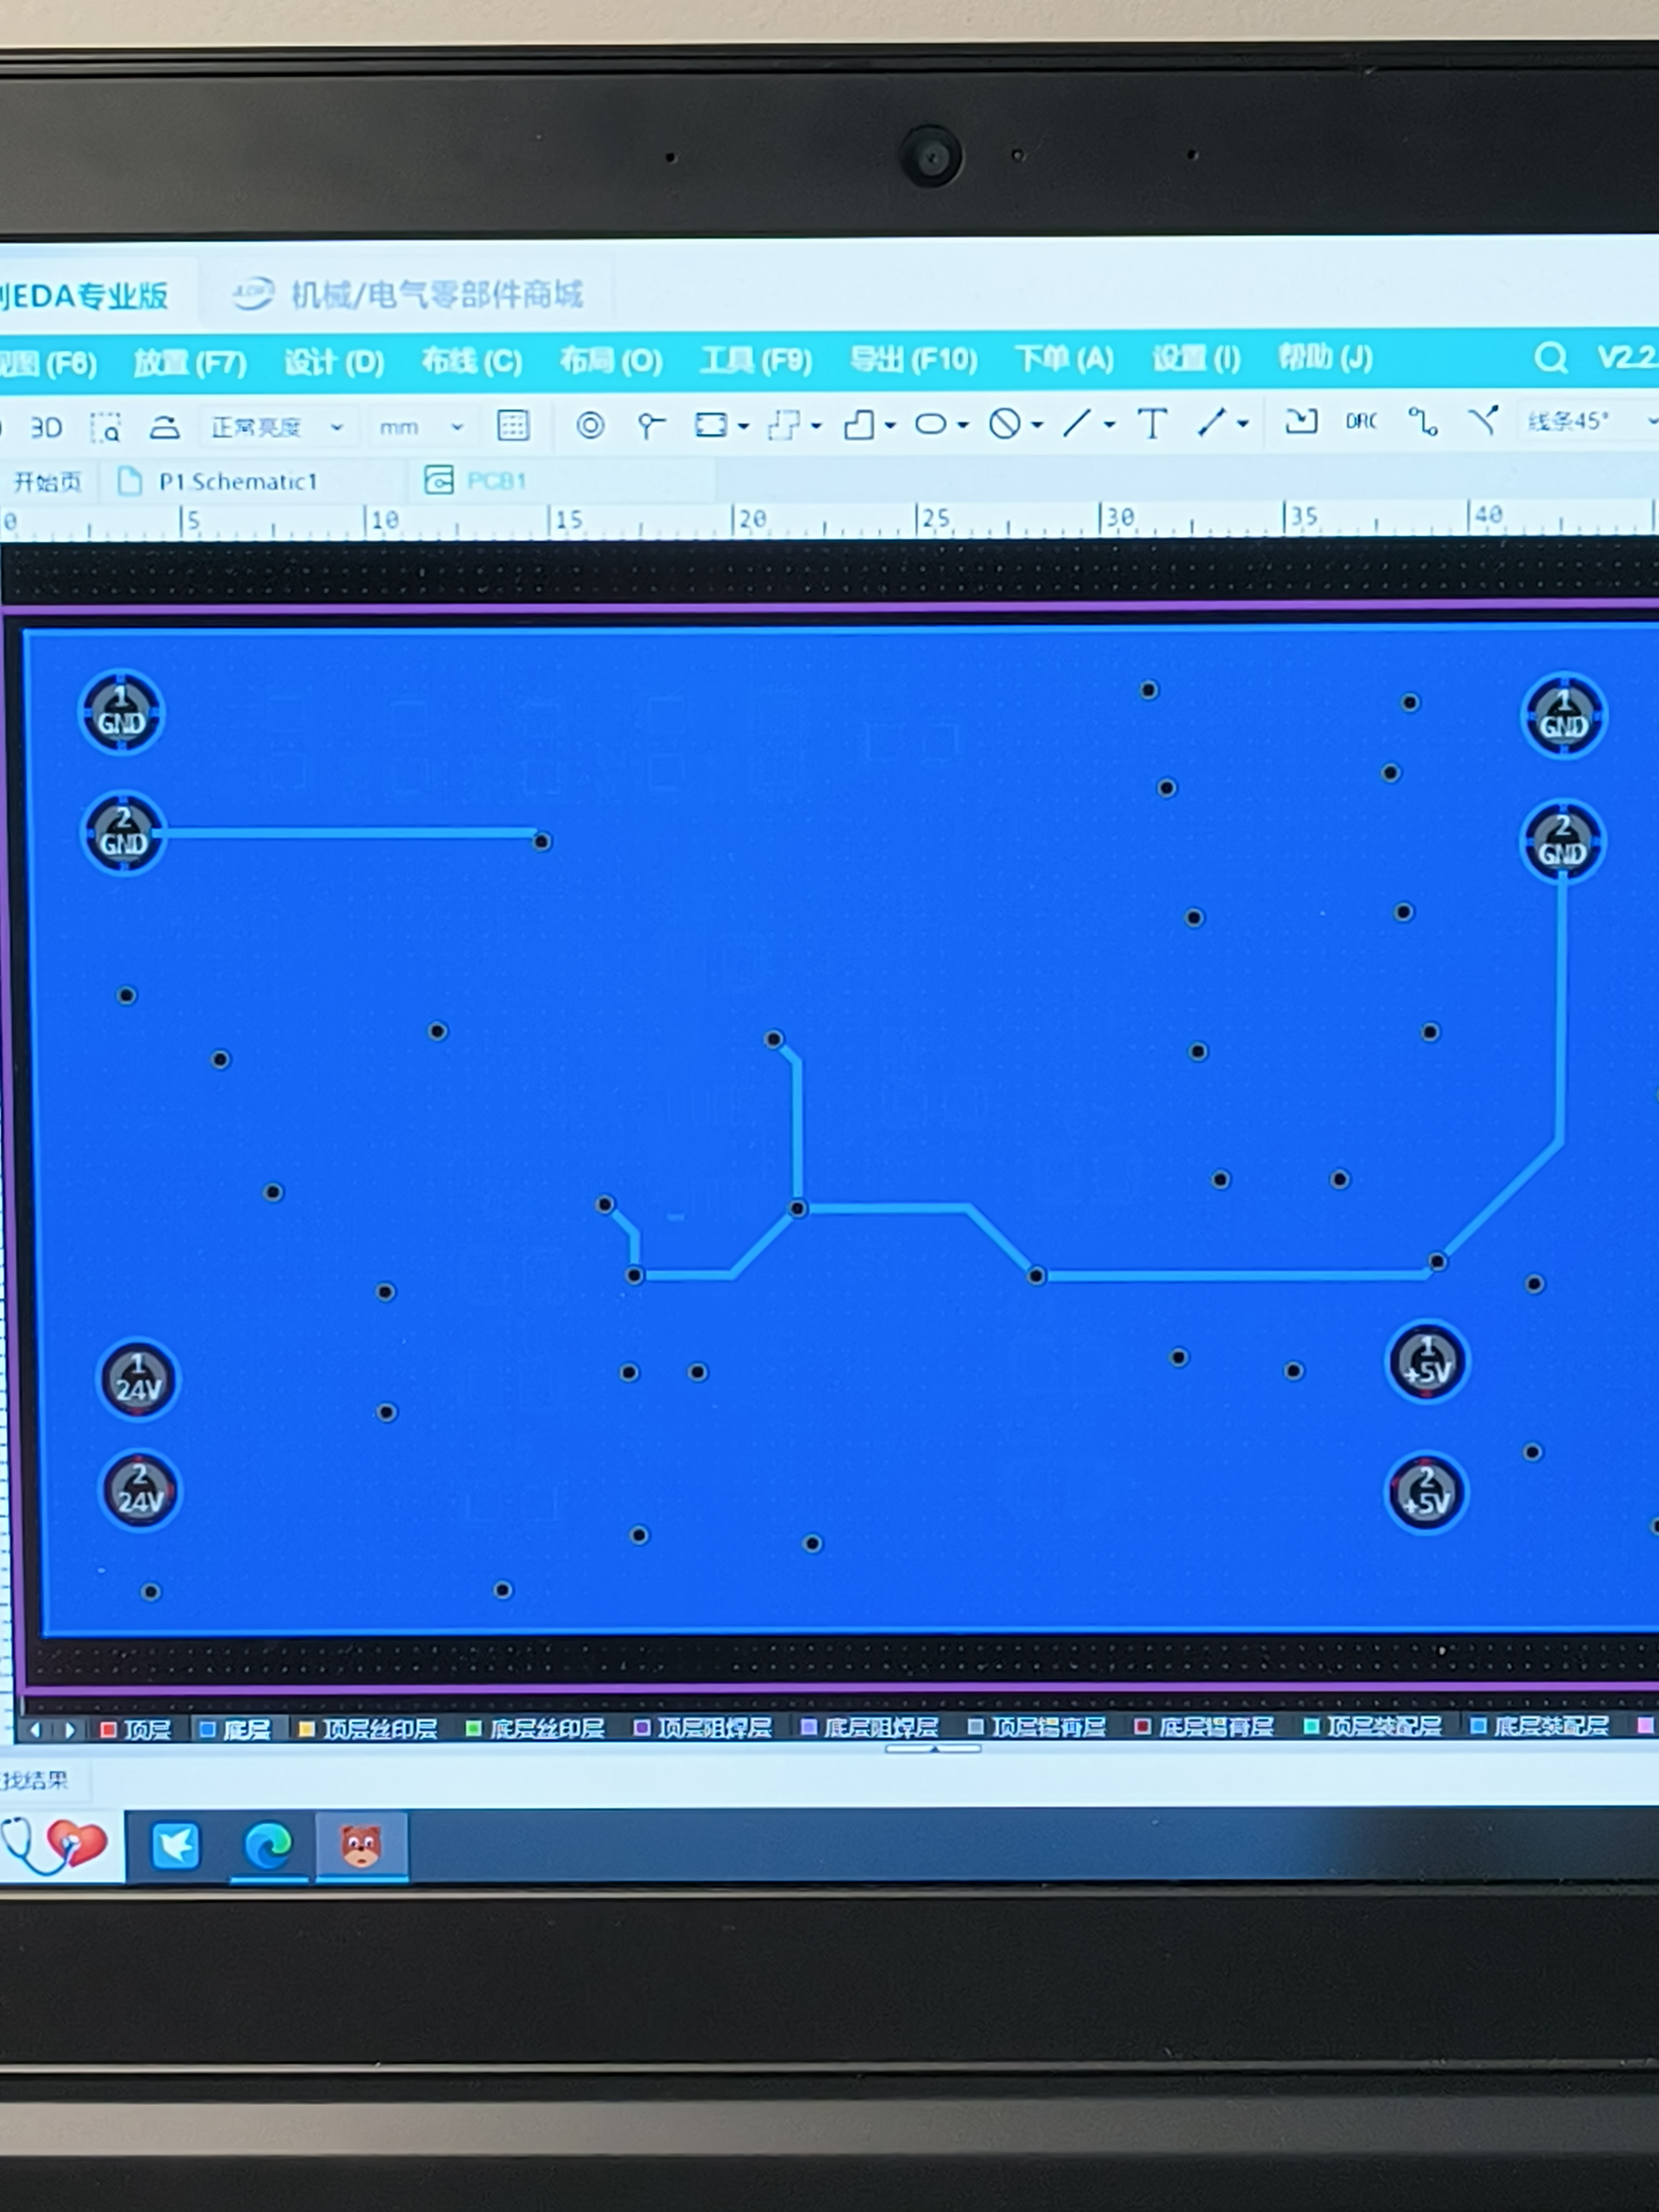 EDA专业版 机械/电气零部件商城
视图 (F6) 放置 (F7) 设计 (D) 布线 (C) 布局 (O) 工具 (F9) 导出 (F10) 下单 (A) 设置 (I) 帮助 (J) V2.2
3D 正常亮度 mm T DRC 线条45°
开始页 P1.Schematic1 PCB1
0 5 10 15 20 25 30 35 40
1
GND
1
GND
2
GND
2
GND
1
24V
1
+5V
2
24V
2
+5V
顶层 底层 顶层丝印层 底层丝印层 顶层阻焊层 底层阻焊层 顶层锡膏层 底层锡膏层 顶层装配层 底层装配层
找结果